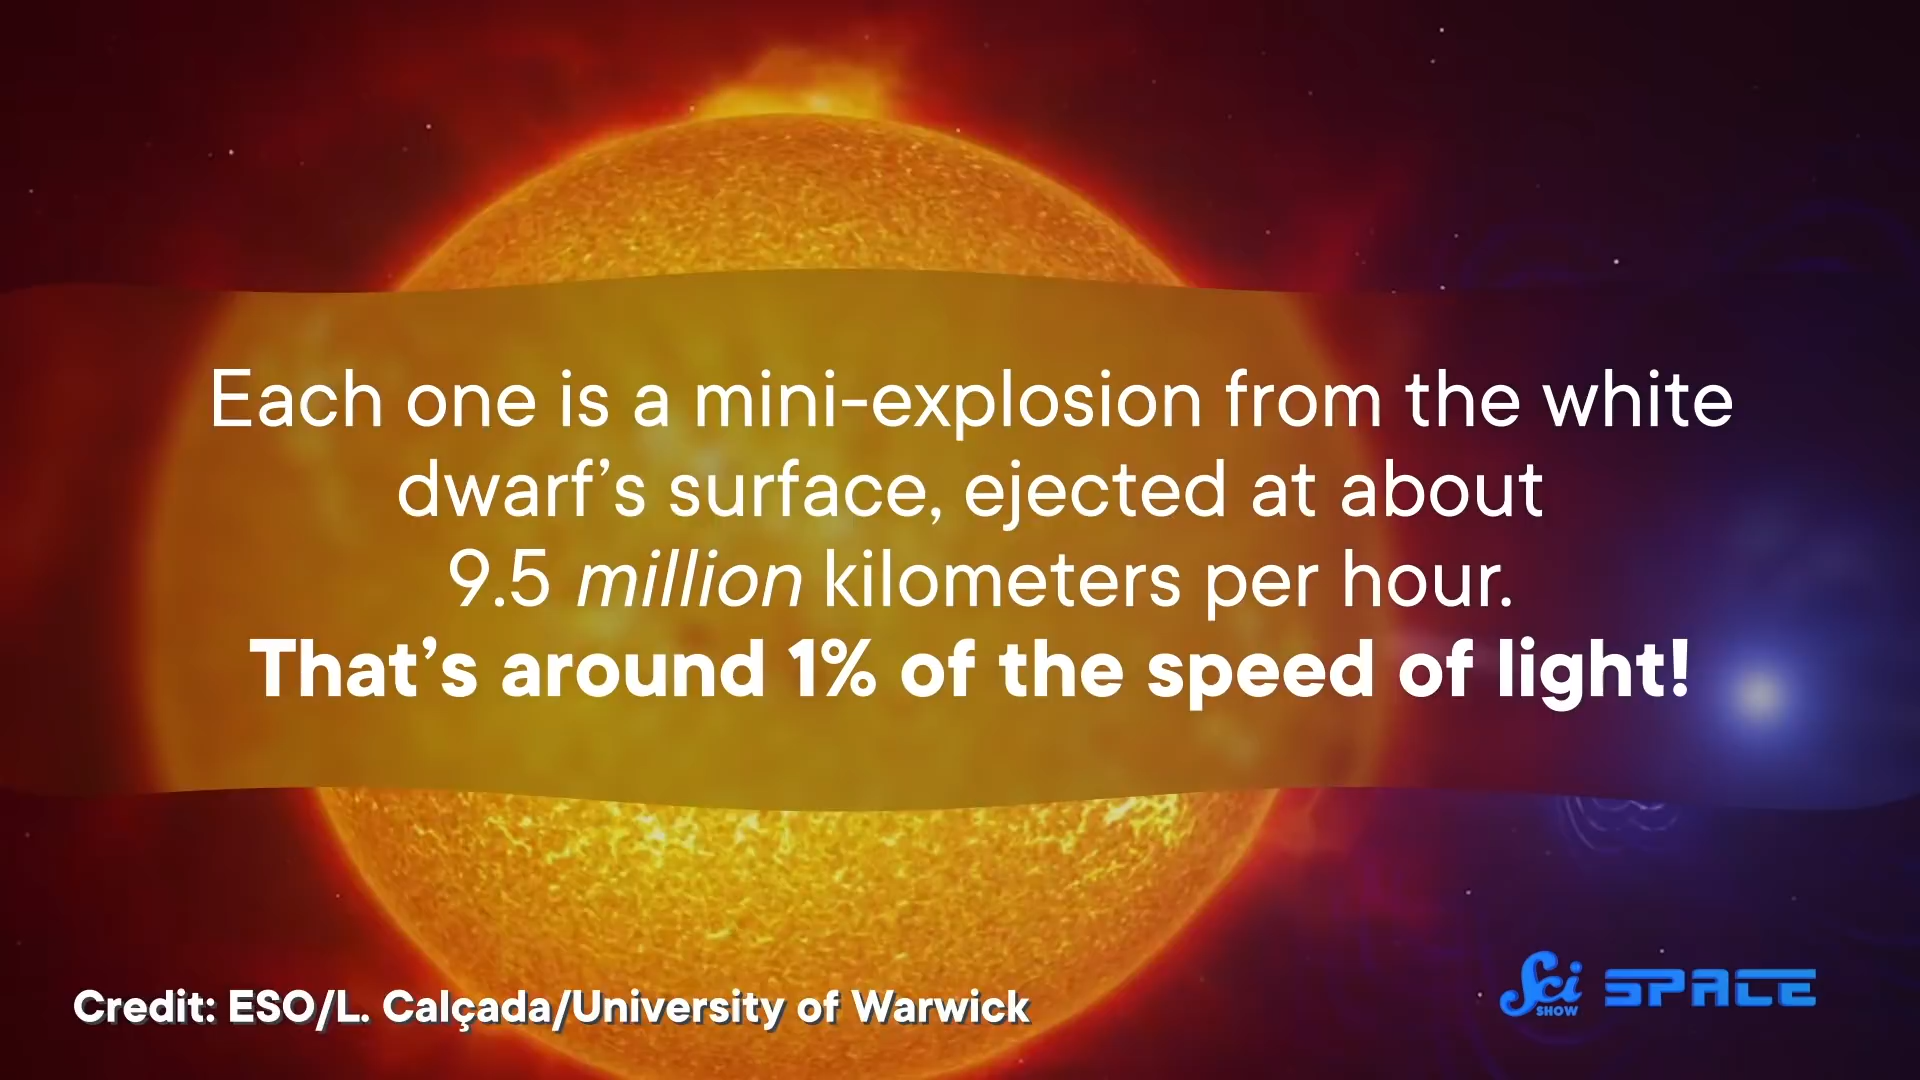 Each one is a mini-explosion from the white
dwarf’s surface, ejected at about
9.5 million kilometers per hour.
That’s around 1% of the speed of light!
Credit: ESO/L. Calçada/University of Warwick
Sci SHOW SPACE